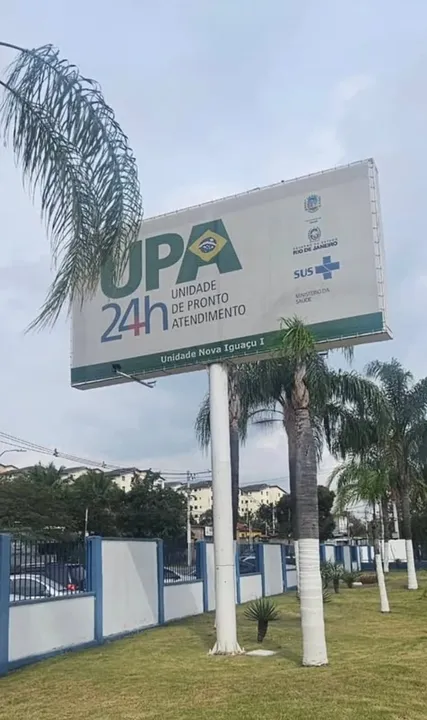 UPA
24h
UNIDADE
DE PRONTO
ATENDIMENTO
RIO DE JANEIRO
SUS
MINISTÉRIO DA
SAÚDE
Unidade Nova Iguaçu I